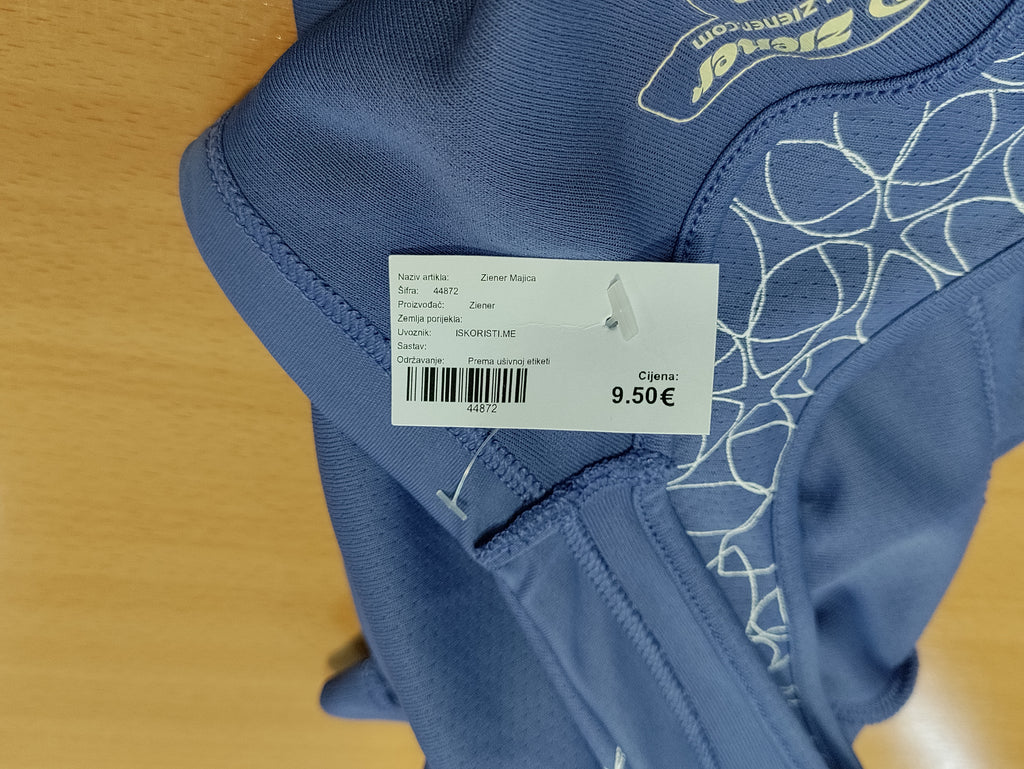 ziener
ziener.com
Naziv artikla: Ziener Majica
Šifra: 44872
Proizvođač: Ziener
Zemlja porijekla:
Uvoznik: ISKORISTI.ME
Sastav:
Održavanje: Prema ušivnoj etiketi
44872
Cijena:
9.50€